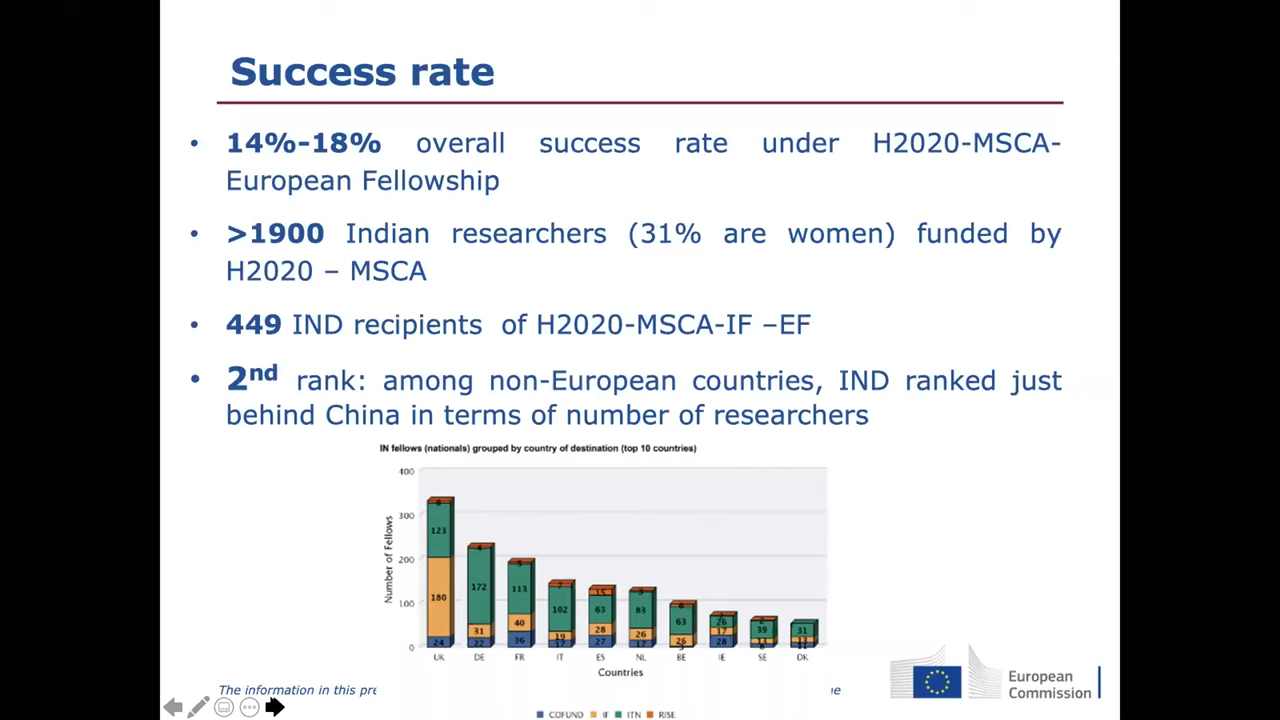 Success rate
• 14%-18% overall success rate under H2020-MSCA-
European Fellowship
• >1900 Indian researchers (31% are women) funded by
H2020 – MSCA
• 449 IND recipients of H2020-MSCA-IF –EF
• 2nd rank: among non-European countries, IND ranked just
behind China in terms of number of researchers
IN fellows (nationals) grouped by country of destination (top 10 countries)
Number of Fellows
400
300
200
100
0
123
180
24
172
31
22
113
40
36
102
19
15
63
28
27
83
26
63
26
26
17
28
39
31
UK DE FR IT ES NL BE IE SE DK
Countries
COFUND IF ITN RISE
The information in this pre
ne
European
Commission